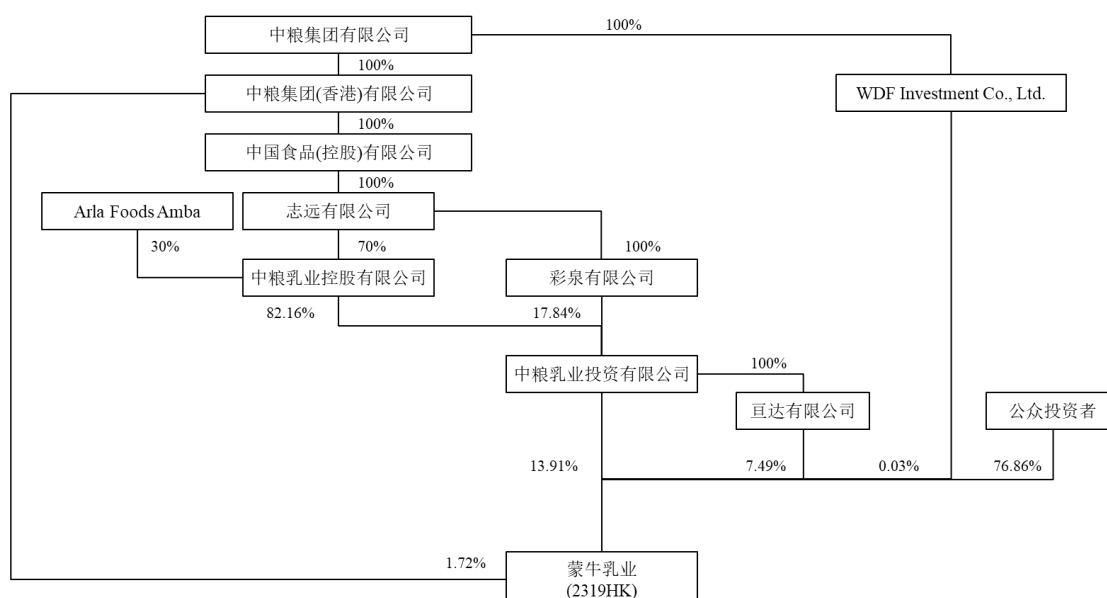 中粮集团有限公司
100%
100%
中粮集团(香港)有限公司
WDF Investment Co., Ltd.
100%
中国食品(控股)有限公司
100%
Arla Foods Amba
志远有限公司
30%
70%
100%
中粮乳业控股有限公司
彩泉有限公司
82.16%
17.84%
中粮乳业投资有限公司
100%
亘达有限公司
公众投资者
13.91%
7.49%
0.03%
76.86%
1.72%
蒙牛乳业
(2319HK)